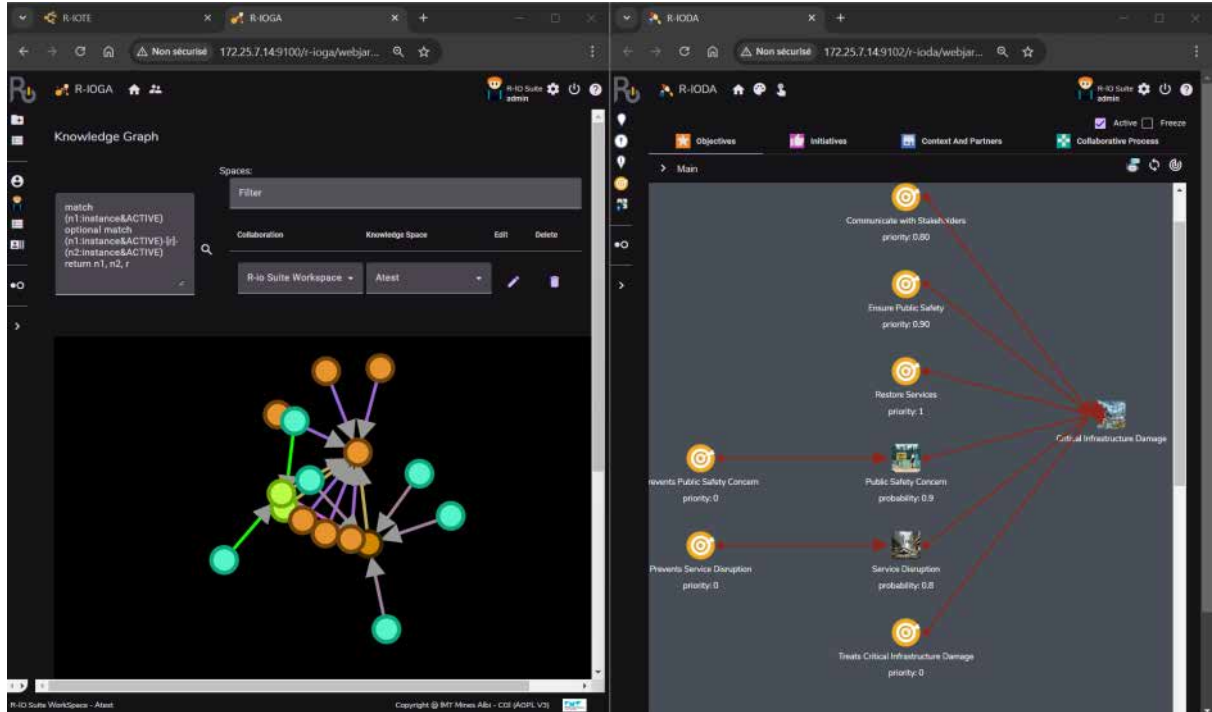 R-IOTE
R-IOGA
Non sécurisé 172.25.7.14:9100/r-ioga/webjar...
R-IOGA
R-IO Suite
admin
Knowledge Graph
Spaces:
Filter
match
(n1:instance&ACTIVE)
optional match
(n1:instance&ACTIVE)-[r]-
(n2:instance&ACTIVE)
return n1, n2, r
Collaboration Knowledge Space Edit Delete
R-io Suite Workspace Atest
R-IO Suite WorkSpace - Atest Copyright @ IMT Mines Albi - CGI (AGPL V3)
R-IODA
Non sécurisé 172.25.7.14:9102/r-ioda/webjar...
R-IODA
R-IO Suite
admin
Active Freeze
Objectives Initiatives Context And Partners Collaborative Process
Main
Communicate with Stakeholders
priority: 0.80
Ensure Public Safety
priority: 0.90
Restore Services
priority: 1
Critical Infrastructure Damage
revents Public Safety Concern Public Safety Concern
priority: 0 probability: 0.9
Prevents Service Disruption Service Disruption
priority: 0 probability: 0.8
Treats Critical Infrastructure Damage
priority: 0